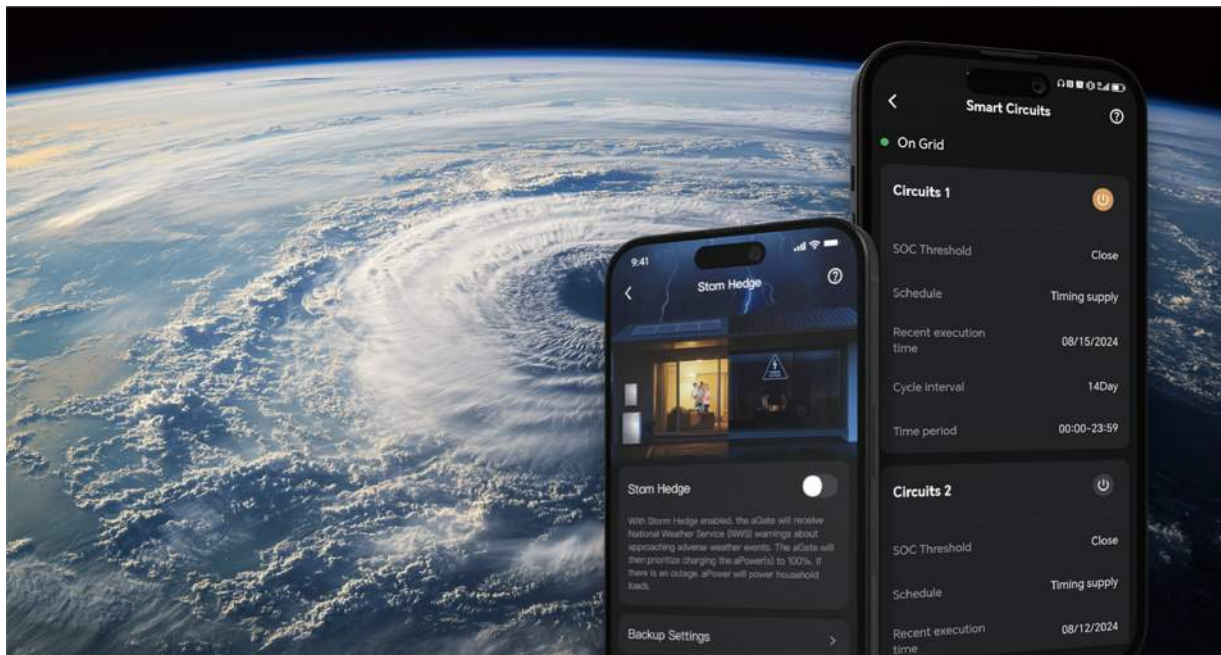 9:41
Stom Hedge
Stom Hedge
With Storm Hedge enabled, the aGate will receive
National Weather Service (NWS) warnings about
approaching adverse weather events. The aGate will
then prioritize charging the aPower(s) to 100%. If
there is an outage, aPower will power household
loads.
Backup Settings
Smart Circuits
On Grid
Circuits 1
SOC Threshold
Close
Schedule
Timing supply
Recent execution
time
08/15/2024
Cycle interval
14Day
Time period
00:00-23:59
Circuits 2
SOC Threshold
Close
Schedule
Timing supply
Recent execution
time
08/12/2024